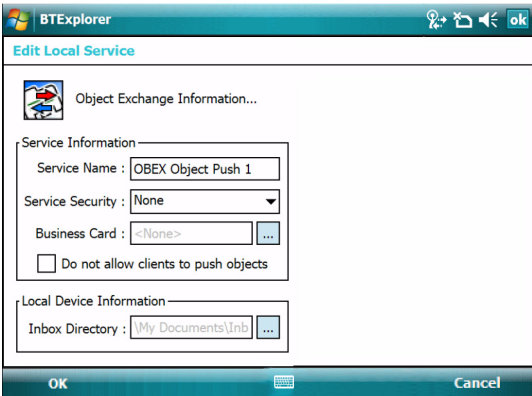 BTExplorer
ok
Edit Local Service
Object Exchange Information...
Service Information
Service Name : OBEX Object Push 1
Service Security : None
Business Card : <None> ...
Do not allow clients to push objects
Local Device Information
Inbox Directory : \My Documents\Inb ...
OK Cancel